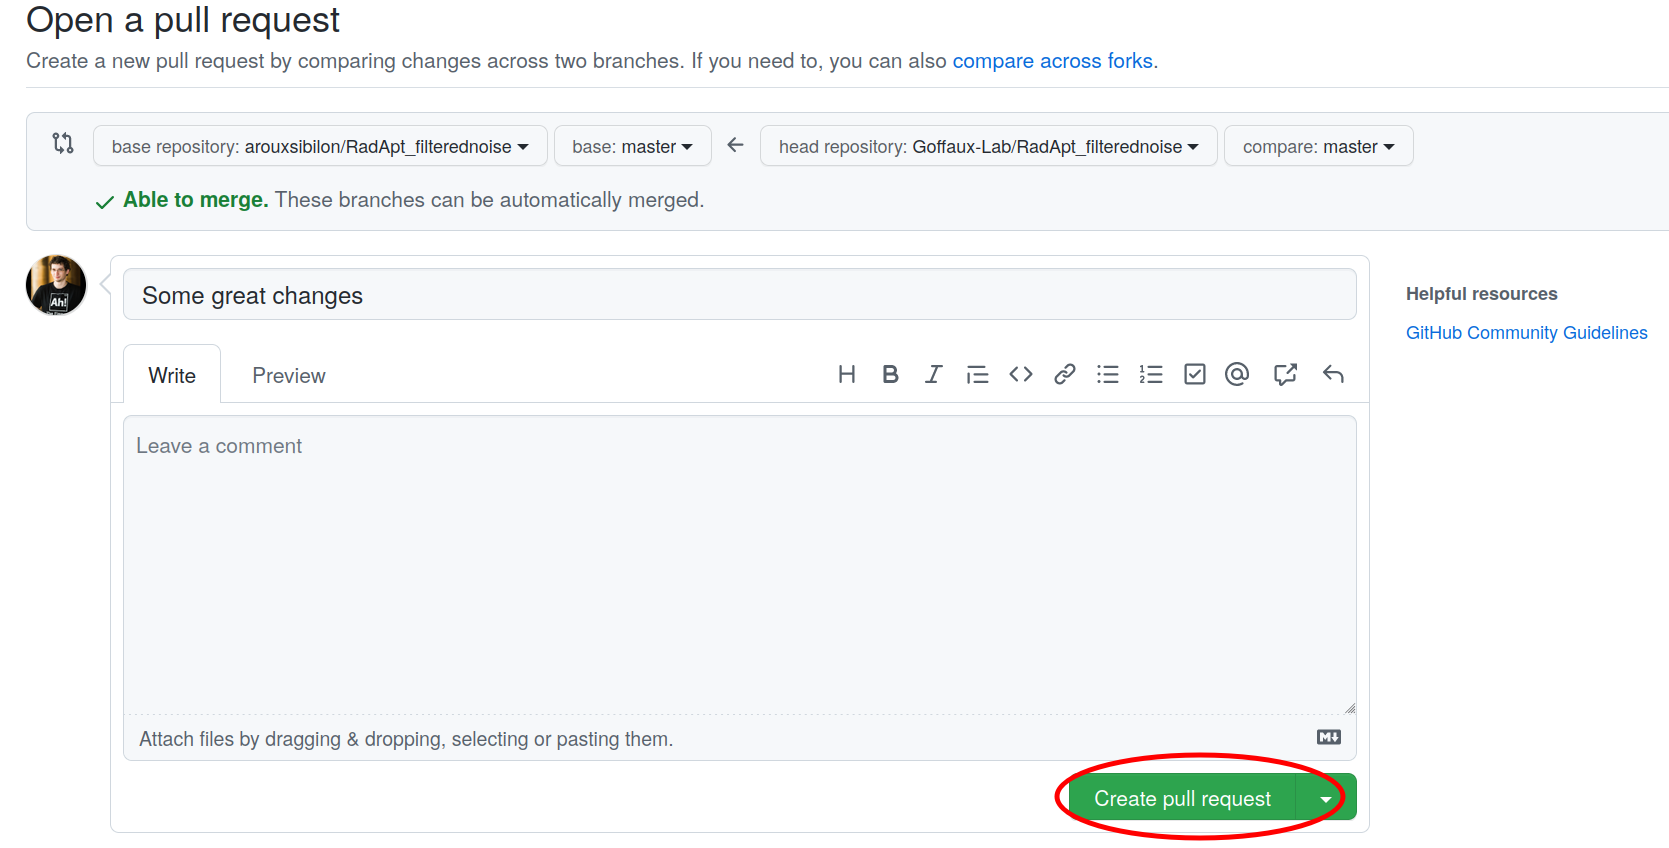 Open a pull request
Create a new pull request by comparing changes across two branches. If you need to, you can also compare across forks.
base repository: arouxsibilon/RadApt_filterednoise base: master head repository: Goffaux-Lab/RadApt_filterednoise compare: master
Able to merge. These branches can be automatically merged.
Ah!
Some great changes
Helpful resources
GitHub Community Guidelines
Write Preview
Leave a comment
Attach files by dragging & dropping, selecting or pasting them.
Create pull request